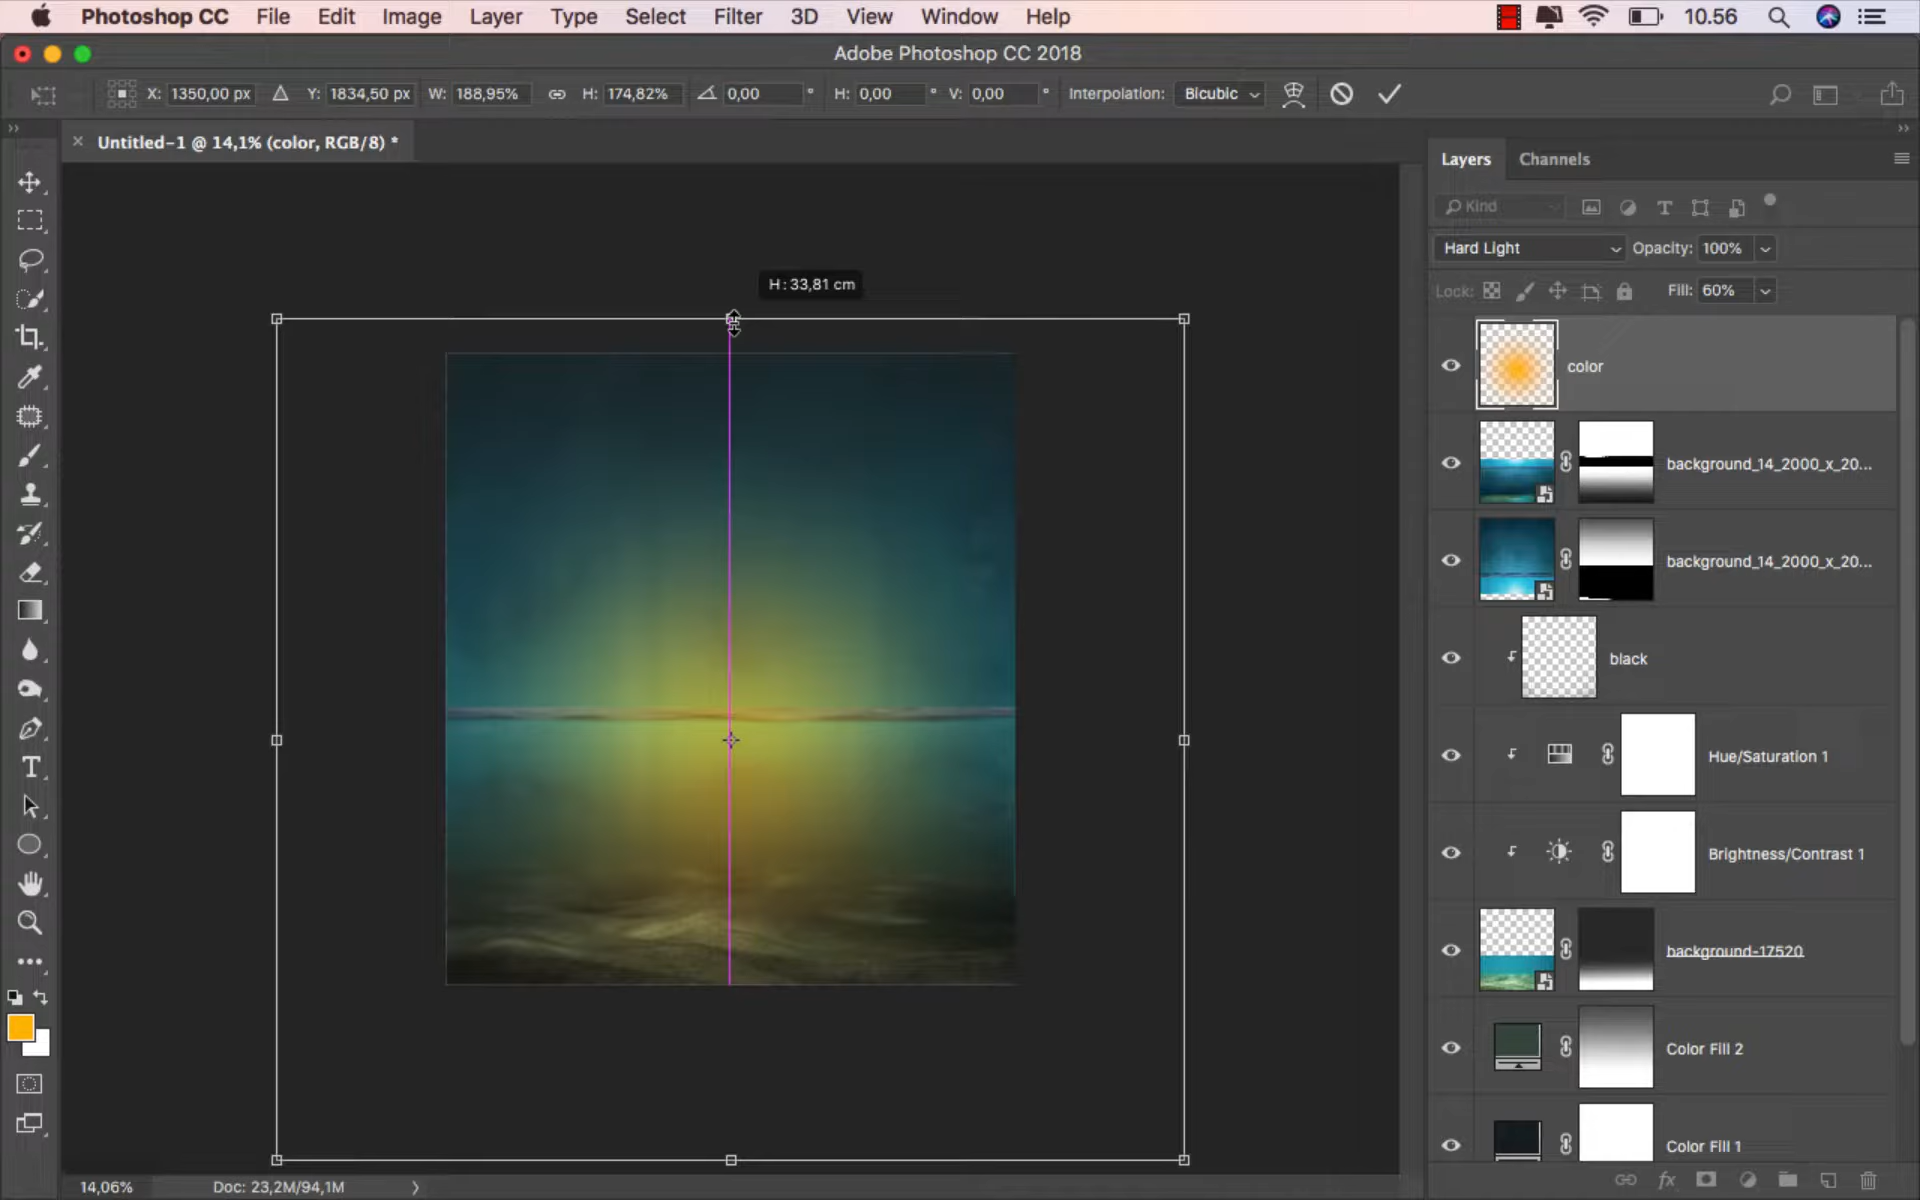 Photoshop CC File Edit Image Layer Type Select Filter 3D View Window Help 10.56
Adobe Photoshop CC 2018
X: 1350,00 px Y: 1834,50 px W: 188,95% H: 174,82% 0,00 ° H: 0,00 ° V: 0,00 ° Interpolation: Bicubic
Untitled-1 @ 14,1% (color, RGB/8) *
Layers Channels
Kind
Hard Light Opacity: 100%
Lock: Fill: 60%
H: 33,81 cm
color
background_14_2000_x_20...
background_14_2000_x_20...
black
Hue/Saturation 1
Brightness/Contrast 1
background-17520
Color Fill 2
Color Fill 1
14,06% Doc: 23,2M/94,1M